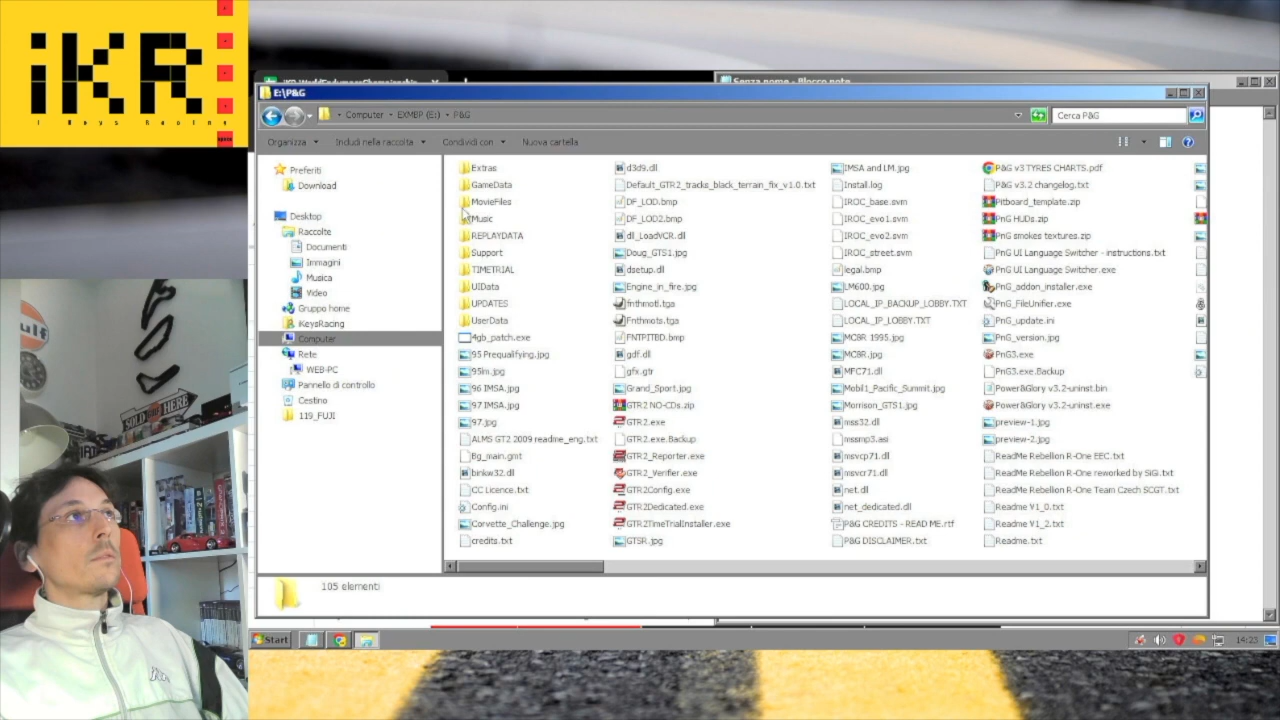 iKR
i Keys Racing
Senza nome - Blocco note
E:\P&G
Computer
EXMBP (E:)
P&G
Cerca P&G
Organizza
Includi nella raccolta
Condividi con
Nuova cartella
Preferiti
Download
Desktop
Raccolte
Documenti
Immagini
Musica
Video
Gruppo home
iKeysRacing
Computer
Rete
WEB-PC
Pannello di controllo
Cestino
119_FUJI
Extras
GameData
MovieFiles
Music
REPLAYDATA
Support
TIMETRIAL
UIData
UPDATES
UserData
4gb_patch.exe
95 Prequalifying.jpg
95lm.jpg
96 IMSA.jpg
97 IMSA.jpg
97.jpg
ALMS GT2 2009 readme_eng.txt
Bg_main.gmt
binkw32.dll
CC Licence.txt
Config.ini
Corvette_Challenge.jpg
credits.txt
d3d9.dll
Default_GTR2_tracks_black_terrain_fix_v1.0.txt
DF_LOD.bmp
DF_LOD2.bmp
dll_LoadVCR.dll
Doug_GTS1.jpg
dsetup.dll
Engine_in_fire.jpg
fnthmotl.tga
Fnthmots.tga
FNTPITBD.bmp
gdf.dll
gfx.gtr
Grand_Sport.jpg
GTR2 NO-CDs.zip
GTR2.exe
GTR2.exe.Backup
GTR2_Reporter.exe
GTR2_Verifier.exe
GTR2Config.exe
GTR2Dedicated.exe
GTR2TimeTrialInstaller.exe
GTSR.jpg
IMSA and LM.jpg
Install.log
IROC_base.svm
IROC_evo1.svm
IROC_evo2.svm
IROC_street.svm
legal.bmp
LM600.jpg
LOCAL_IP_BACKUP_LOBBY.TXT
LOCAL_IP_LOBBY.TXT
MC8R 1995.jpg
MC8R.jpg
MFC71.dll
Mobil1_Pacific_Summit.jpg
Morrison_GTS1.jpg
mss32.dll
mssmp3.asi
msvcp71.dll
msvcr71.dll
net.dll
net_dedicated.dll
P&G CREDITS - READ ME.rtf
P&G DISCLAIMER.txt
P&G v3 TYRES CHARTS.pdf
P&G v3.2 changelog.txt
Pitboard_template.zip
PnG HUDs.zip
PnG smokes textures.zip
PnG UI Language Switcher - instructions.txt
PnG UI Language Switcher.exe
PnG_addon_installer.exe
PnG_FileUnifier.exe
PnG_update.ini
PnG_version.jpg
PnG3.exe
PnG3.exe.Backup
Power&Glory v3.2-uninst.bin
Power&Glory v3.2-uninst.exe
preview-1.jpg
preview-2.jpg
ReadMe Rebellion R-One EEC.txt
ReadMe Rebellion R-One reworked by SiGi.txt
ReadMe Rebellion R-One Team Czech SCGT.txt
Readme V1_0.txt
Readme V1_2.txt
Readme.txt
105 elementi
Start
14:23
SOLD
HERE